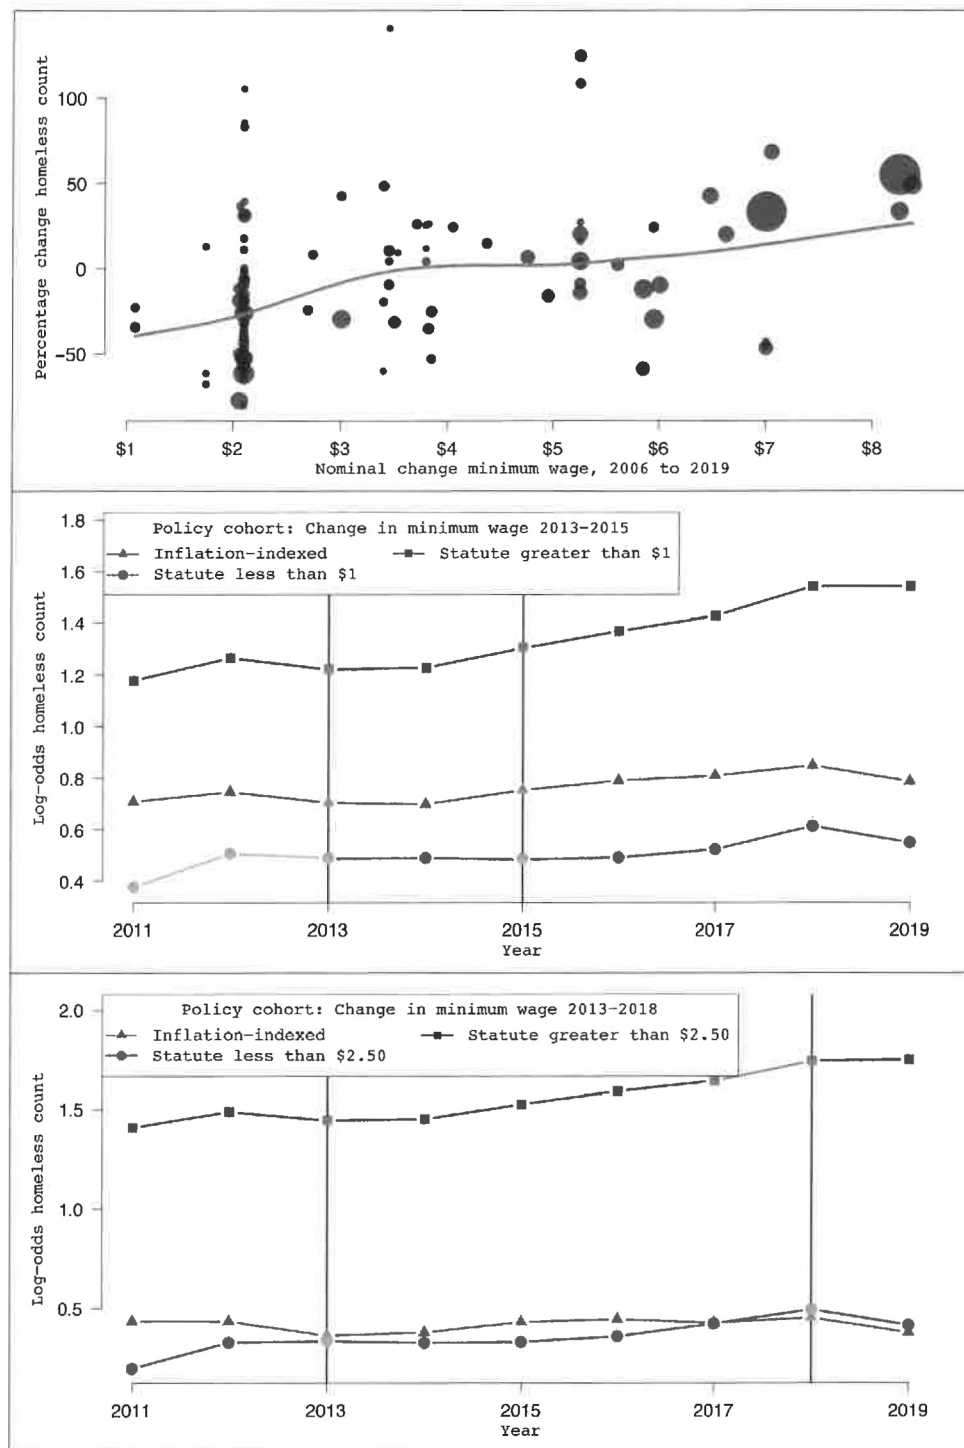 Percentage change homeless count
100
50
0
-50
$1 $2 $3 $4 $5 $6 $7 $8
Nominal change minimum wage, 2006 to 2019
Log-odds homeless count
1.8
1.6
1.4
1.2
1.0
0.8
0.6
0.4
Policy cohort: Change in minimum wage 2013-2015
Inflation-indexed Statute greater than $1
Statute less than $1
2011 2013 2015 2017 2019
Year
Log-odds homeless count
2.0
1.5
1.0
0.5
Policy cohort: Change in minimum wage 2013-2018
Inflation-indexed Statute greater than $2.50
Statute less than $2.50
2011 2013 2015 2017 2019
Year